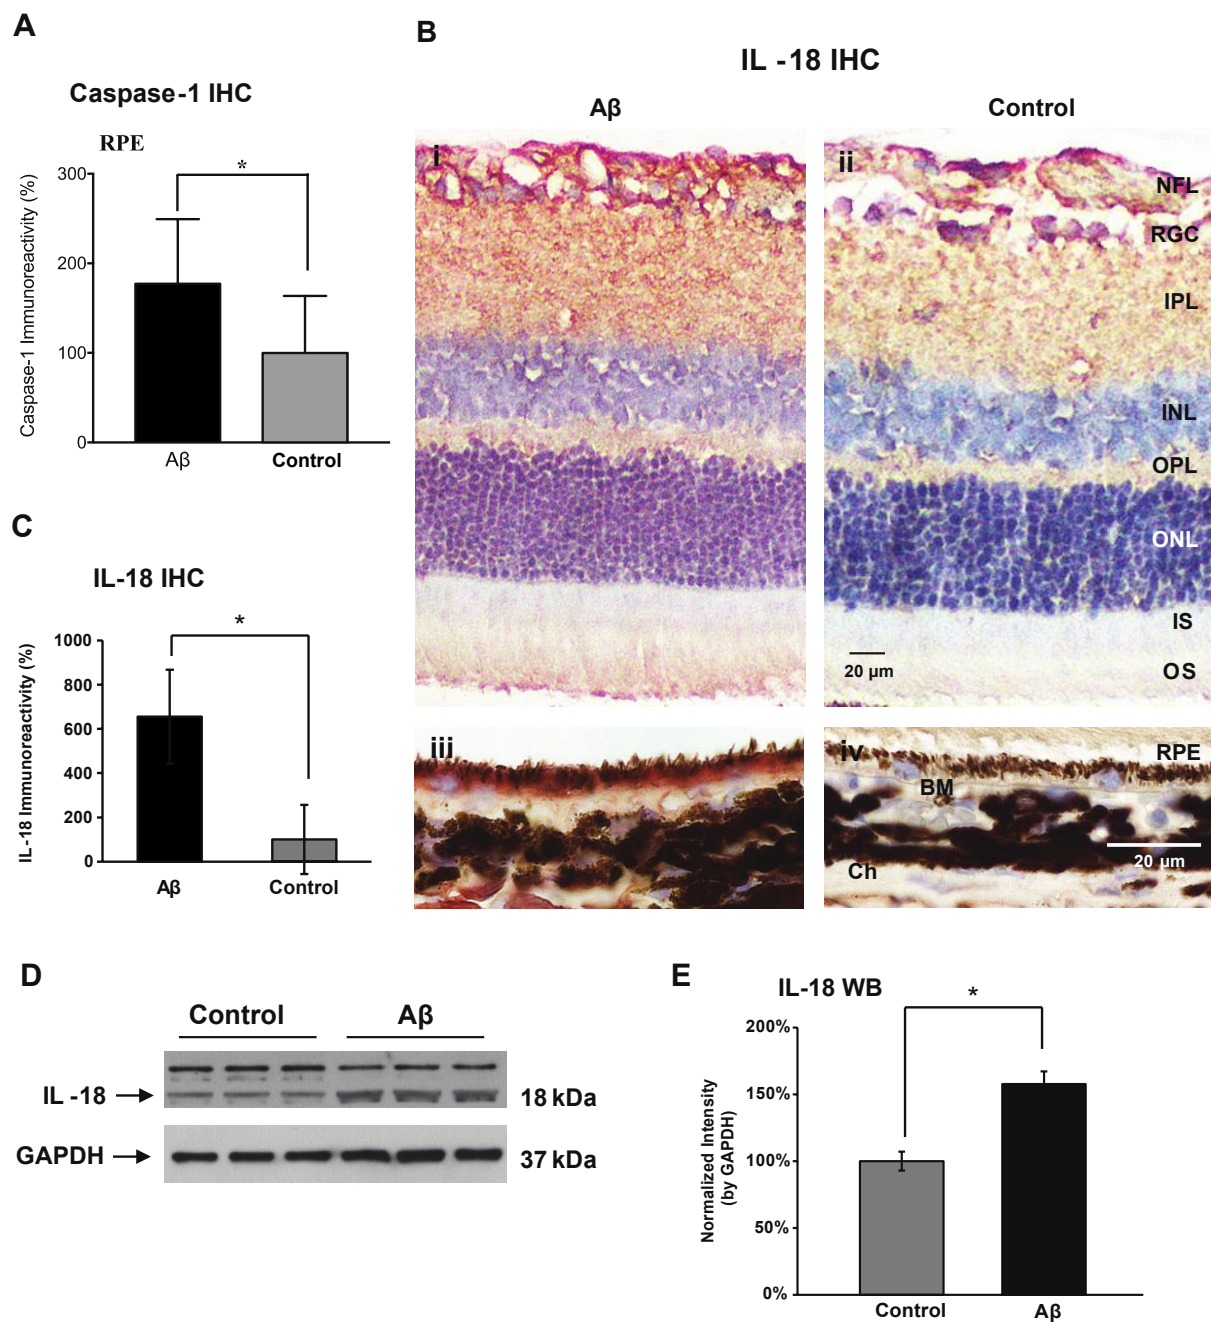 A
Caspase-1 IHC
RPE
*
Caspase-1 Immunoreactivity (%)
300
200
100
0
Aβ
Control
B
IL -18 IHC
Aβ
Control
i
ii
NFL
RGC
IPL
INL
OPL
ONL
IS
20 µm
OS
iii
iv
RPE
BM
20 µm
Ch
C
IL-18 IHC
*
IL-18 Immunoreactivity (%)
1000
800
600
400
200
0
Aβ
Control
D
Control
Aβ
IL -18
18 kDa
GAPDH
37 kDa
E
IL-18 WB
*
Normalized Intensity
(by GAPDH)
200%
150%
100%
50%
0%
Control
Aβ